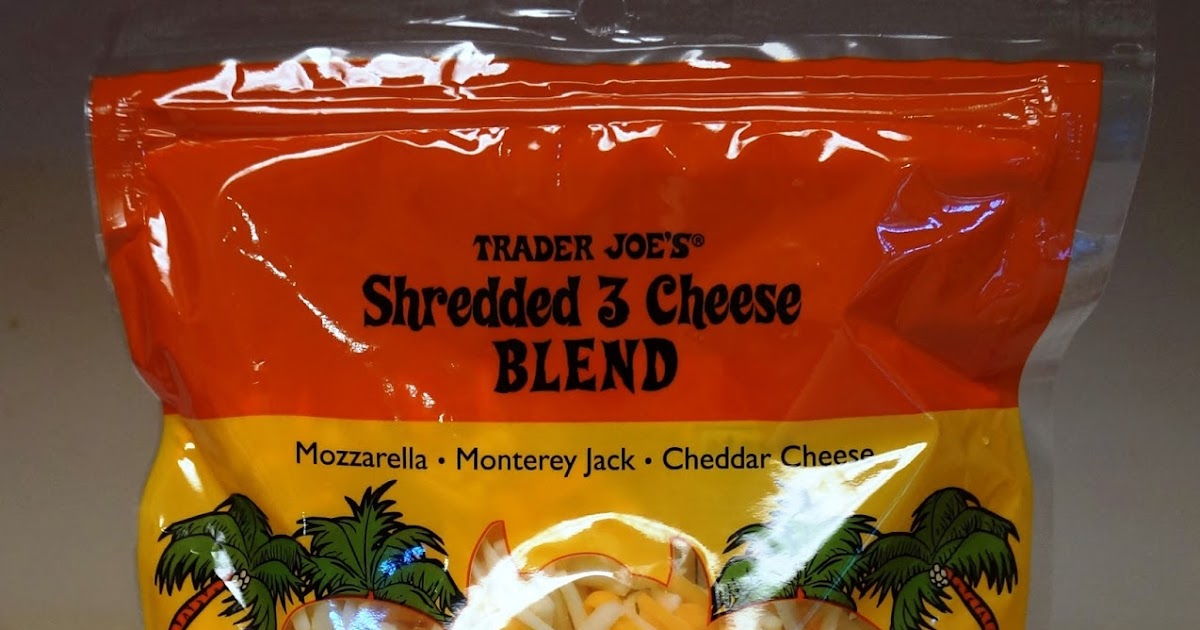 TRADER JOE'S®
Shredded 3 Cheese
BLEND
Mozzarella • Monterey Jack • Cheddar Cheese